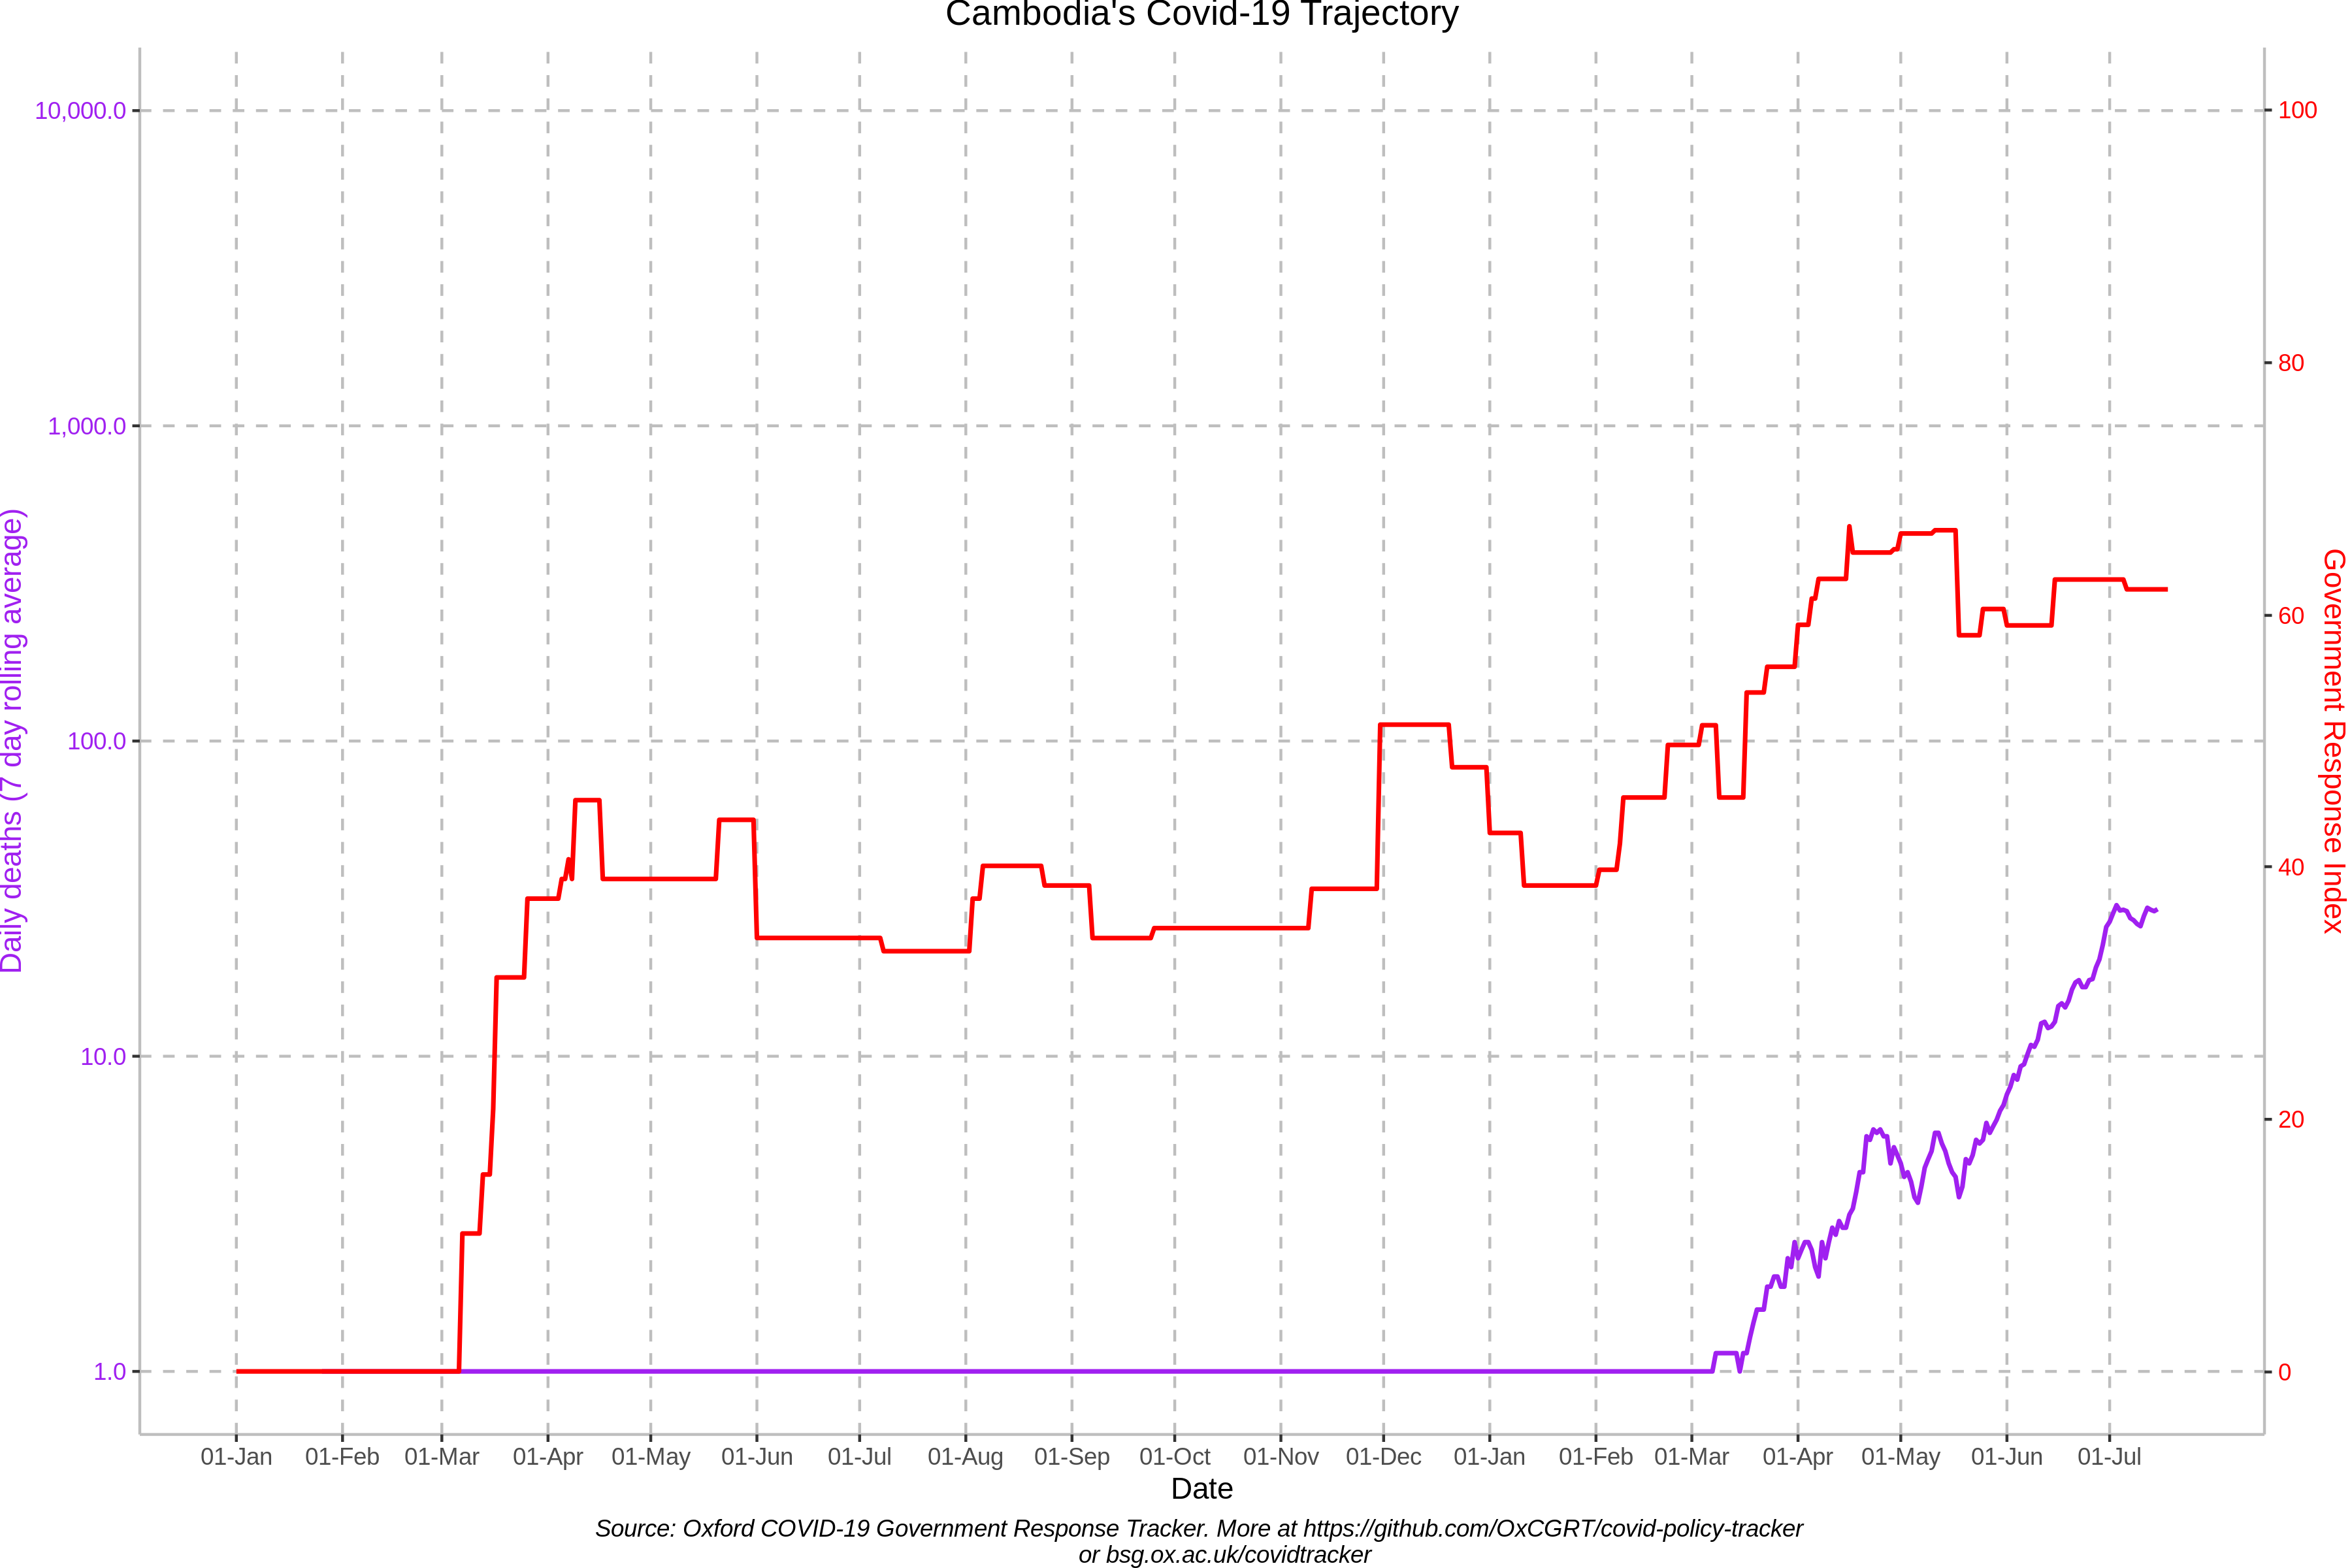 Cambodia's Covid-19 Trajectory
10,000.0
1,000.0
100.0
10.0
1.0
Daily deaths (7 day rolling average)
100
80
60
40
20
0
Government Response Index
01-Jan 01-Feb 01-Mar 01-Apr 01-May 01-Jun 01-Jul 01-Aug 01-Sep 01-Oct 01-Nov 01-Dec 01-Jan 01-Feb 01-Mar 01-Apr 01-May 01-Jun 01-Jul
Date
Source: Oxford COVID-19 Government Response Tracker. More at https://github.com/OxCGRT/covid-policy-tracker
or bsg.ox.ac.uk/covidtracker